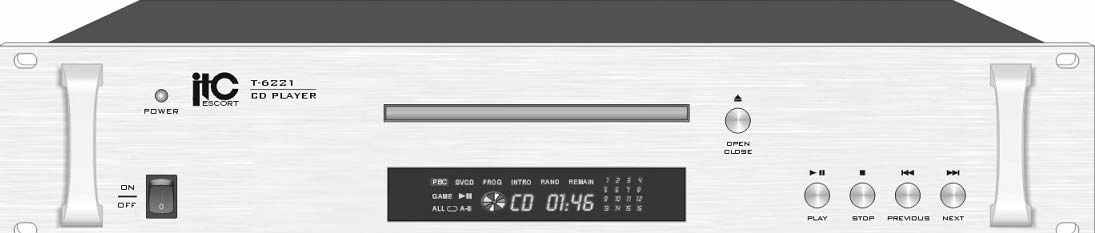 itC
ESCORT
T-6221
CD PLAYER
POWER
ON
OFF
0
OPEN
CLOSE
PBC SVCD PROG INTRO RAND REMAIN 1 2 3 4
5 6 7 8
GAME 9 10 11 12
ALL A-B CD 01:46 13 14 15 16
PLAY STOP PREVIOUS NEXT